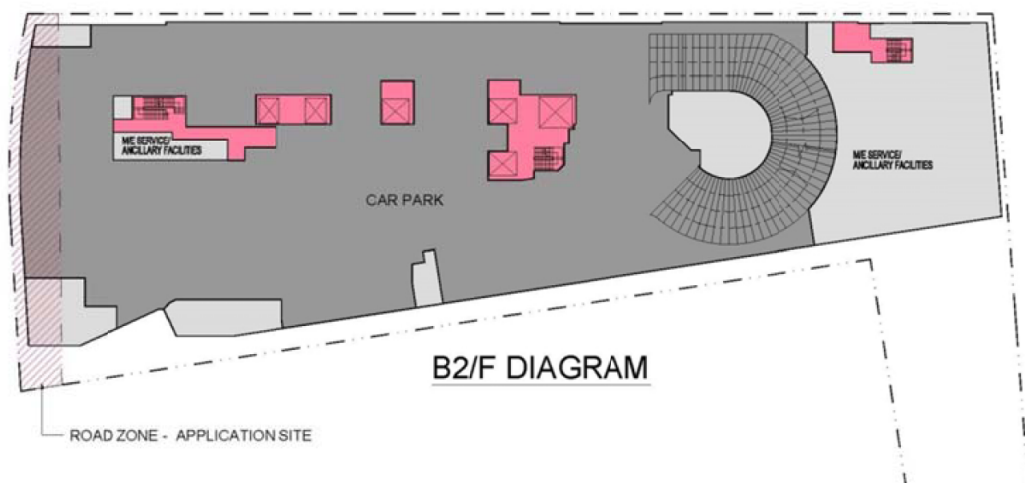 M/E SERVICE/
ANCILLARY FACILITIES
M/E SERVICE/
ANCILLARY FACILITIES
CAR PARK
B2/F DIAGRAM
ROAD ZONE - APPLICATION SITE